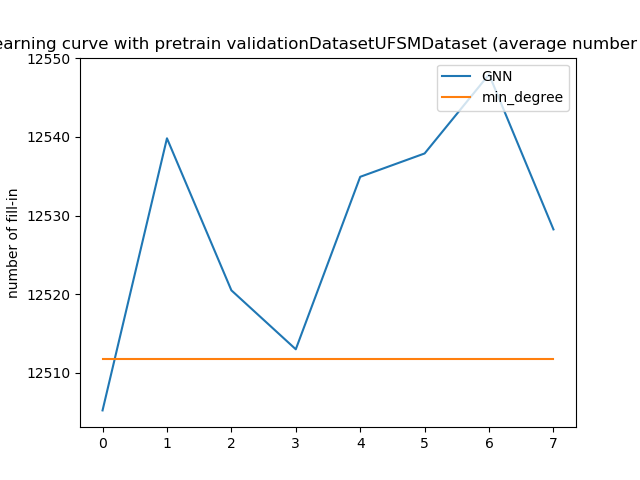 earning curve with pretrain validationDatasetUFSMDataset (average number
GNN
min_degree
number of fill-in
12550
12540
12530
12520
12510
0 1 2 3 4 5 6 7